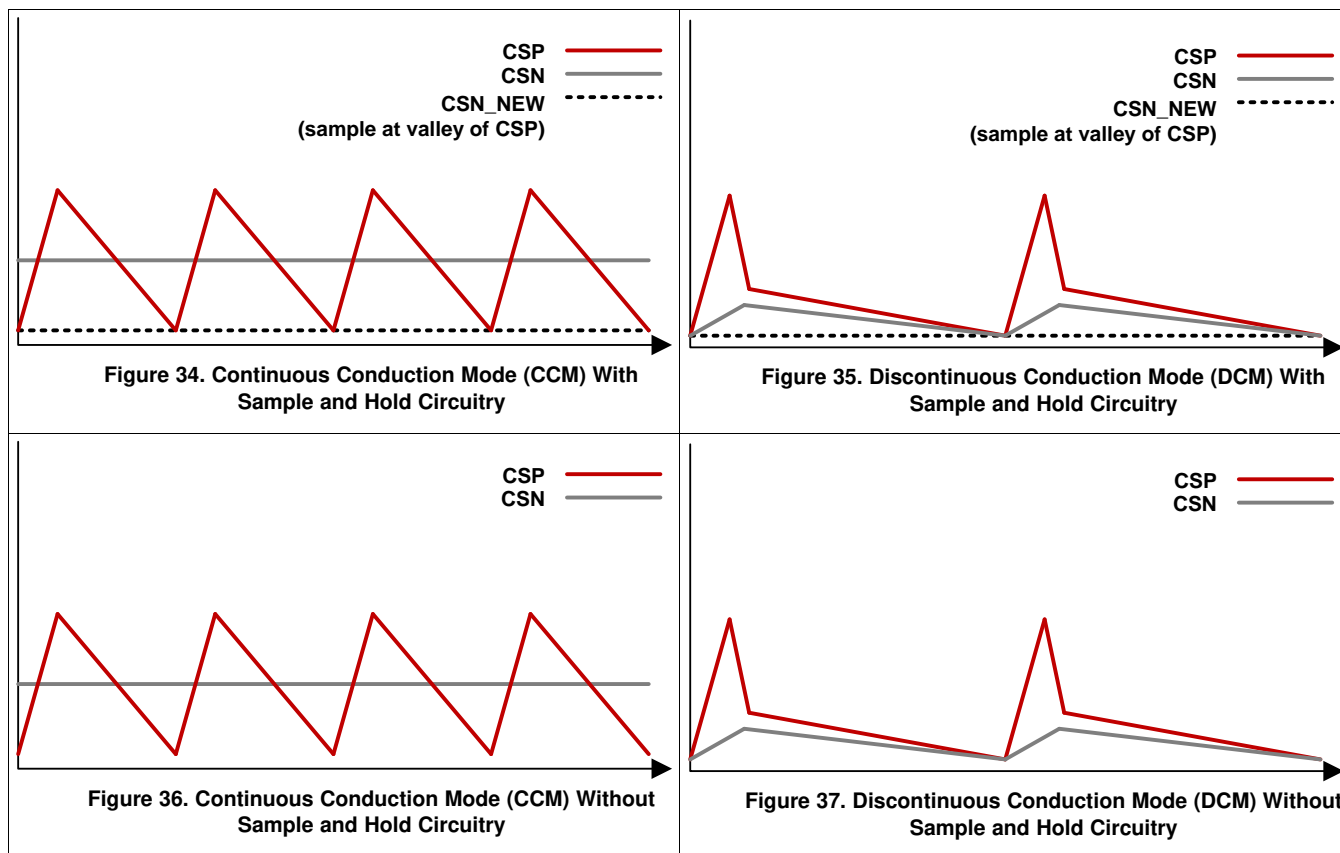 CSP
CSN
CSN_NEW
(sample at valley of CSP)
Figure 34. Continuous Conduction Mode (CCM) With
Sample and Hold Circuitry
CSP
CSN
CSN_NEW
(sample at valley of CSP)
Figure 35. Discontinuous Conduction Mode (DCM) With
Sample and Hold Circuitry
CSP
CSN
Figure 36. Continuous Conduction Mode (CCM) Without
Sample and Hold Circuitry
CSP
CSN
Figure 37. Discontinuous Conduction Mode (DCM) Without
Sample and Hold Circuitry